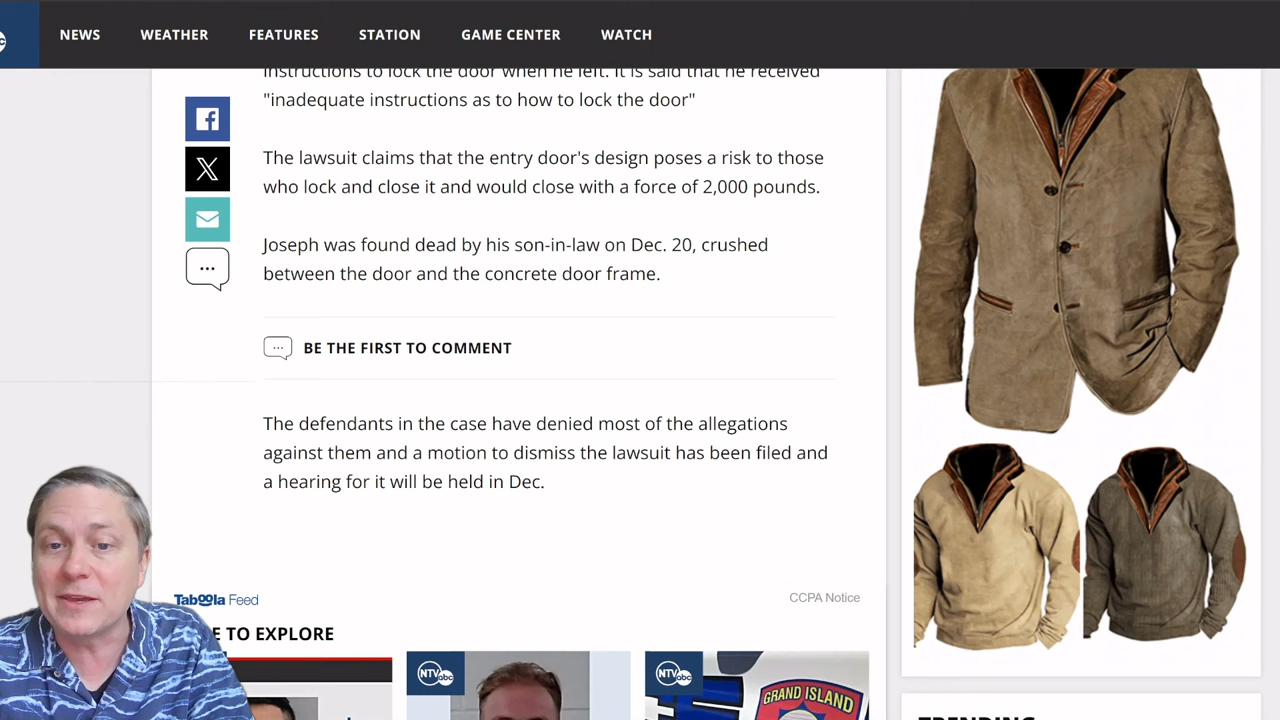 NEWS WEATHER FEATURES STATION GAME CENTER WATCH
instructions to lock the door when he left. It is said that he received
"inadequate instructions as to how to lock the door"
The lawsuit claims that the entry door's design poses a risk to those
who lock and close it and would close with a force of 2,000 pounds.
Joseph was found dead by his son-in-law on Dec. 20, crushed
between the door and the concrete door frame.
BE THE FIRST TO COMMENT
The defendants in the case have denied most of the allegations
against them and a motion to dismiss the lawsuit has been filed and
a hearing for it will be held in Dec.
Taboola Feed
CCPA Notice
E TO EXPLORE
NTV abc
NTV abc
GRAND ISLAND
TRENDING